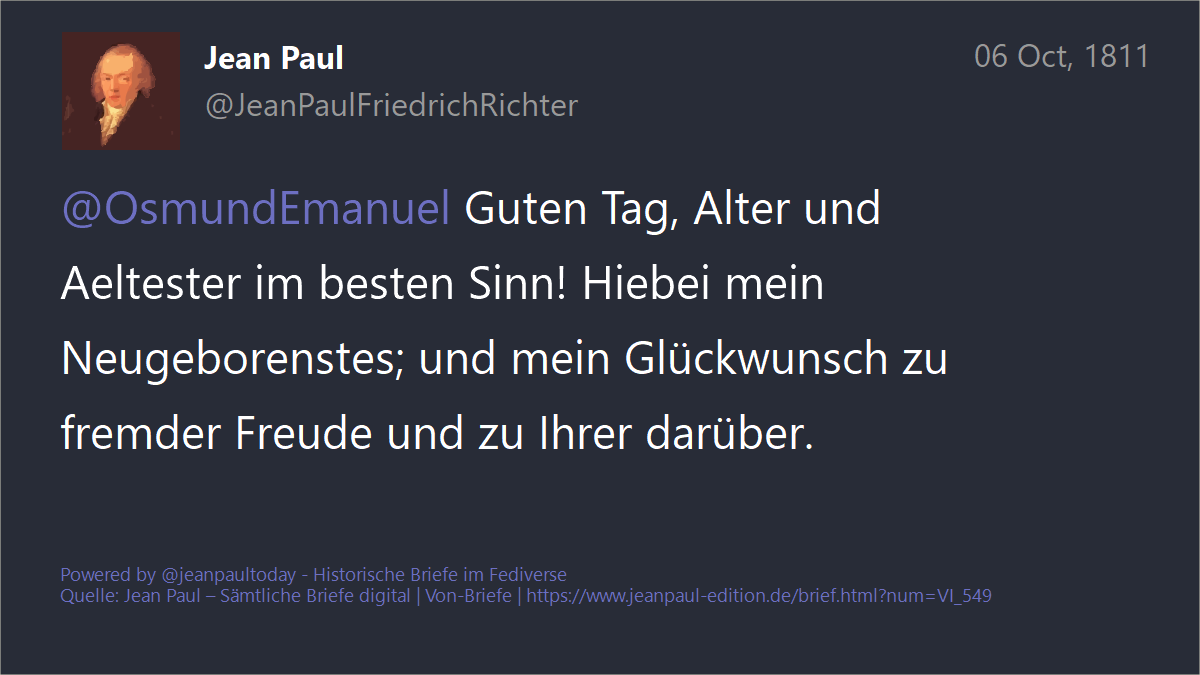 Jean Paul
06 Oct, 1811
@JeanPaulFriedrichRichter
@OsmundEmanuel Guten Tag, Alter und
Aeltester im besten Sinn! Hiebei mein
Neugeborenstes; und mein Glückwunsch zu
fremder Freude und zu Ihrer darüber.
Powered by @jeanpaultoday - Historische Briefe im Fediverse
Quelle: Jean Paul – Sämtliche Briefe digital | Von-Briefe | https://www.jeanpaul-edition.de/brief.html?num=VI_549